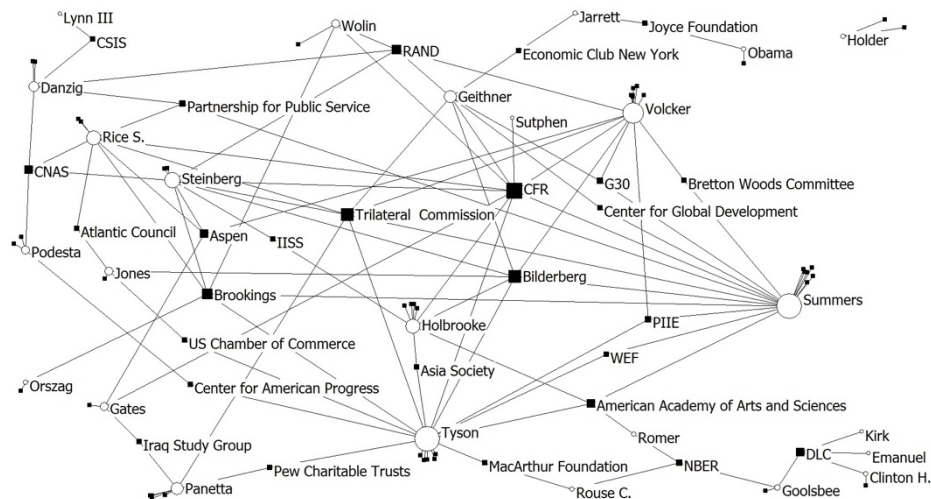 Lynn III
CSIS
Wolin
RAND
Jarrett
Joyce Foundation
Economic Club New York
Obama
Holder
Danzig
Partnership for Public Service
Geithner
Volcker
Sutphen
Rice S.
CNAS
Steinberg
CFR
G30
Bretton Woods Committee
Trilateral Commission
Center for Global Development
Atlantic Council
Aspen
IISS
Podesta
Jones
Bilderberg
Brookings
Summers
Holbrooke
PIIE
US Chamber of Commerce
WEF
Asia Society
Orszag
Center for American Progress
Gates
American Academy of Arts and Sciences
Iraq Study Group
Tyson
Romer
Kirk
DLC
Emanuel
Pew Charitable Trusts
MacArthur Foundation
NBER
Clinton H.
Panetta
Rouse C.
Goolsbee